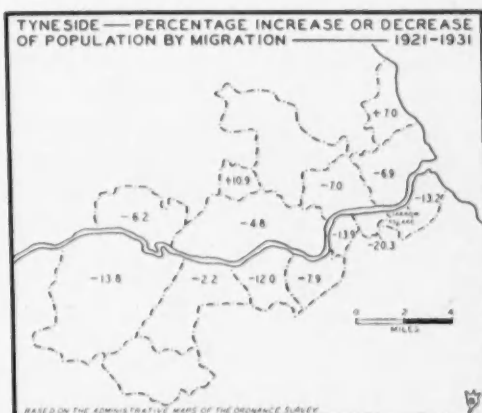 TYNESIDE — PERCENTAGE INCREASE OR DECREASE
OF POPULATION BY MIGRATION — 1921-1931
+7.0
-6.9
+10.9
-7.0
-13.2
-6.2
-4.8
-13.9
-20.3
-13.8
-2.2
-12.0
-7.9
0 2 4
MILES
BASED ON THE ADMINISTRATIVE MAPS OF THE ORDNANCE SURVEY